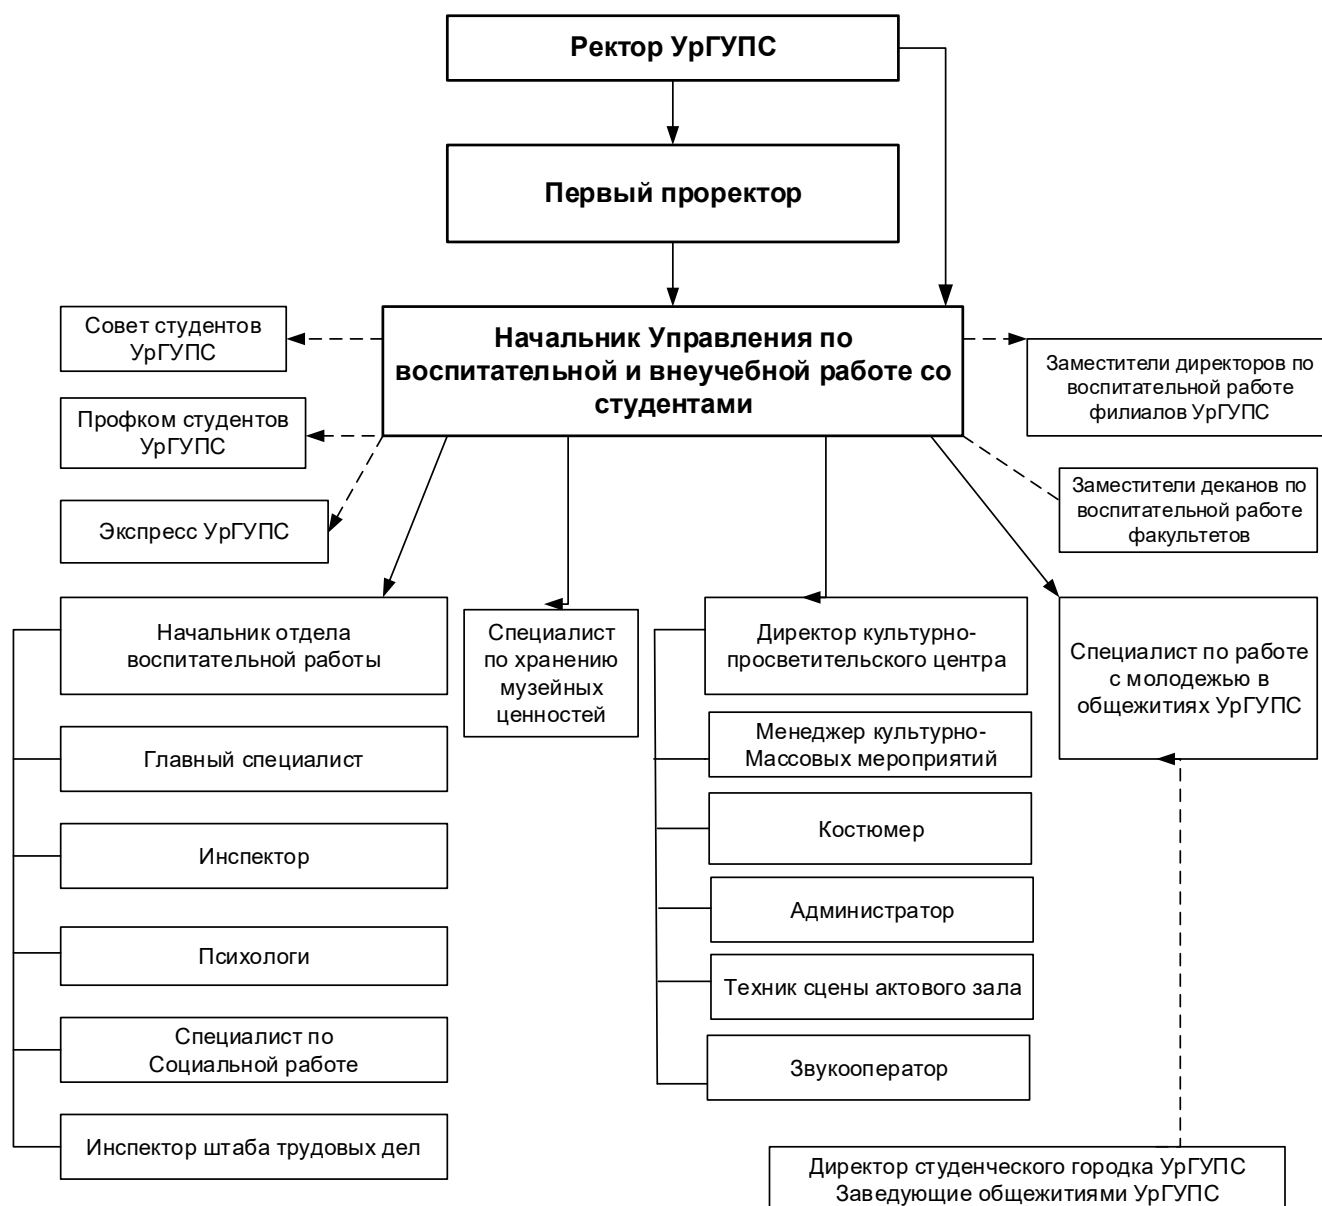 Ректор УрГУПС
Первый проректор
Начальник Управления по
воспитательной и внеучебной работе со
студентами
Совет студентов
УрГУПС
Профком студентов
УрГУПС
Экспресс УрГУПС
Заместители директоров по
воспитательной работе
филиалов УрГУПС
Заместители деканов по
воспитательной работе
факультетов
Начальник отдела
воспитательной работы
Главный специалист
Инспектор
Психологи
Специалист по
Социальной работе
Инспектор штаба трудовых дел
Специалист
по хранению
музейных
ценностей
Директор культурно-
просветительского центра
Менеджер культурно-
Массовых мероприятий
Костюмер
Администратор
Техник сцены актового зала
Звукооператор
Специалист по работе
с молодежью в
общежитиях УрГУПС
Директор студенческого городка УрГУПС
Заведующие общежитиями УрГУПС